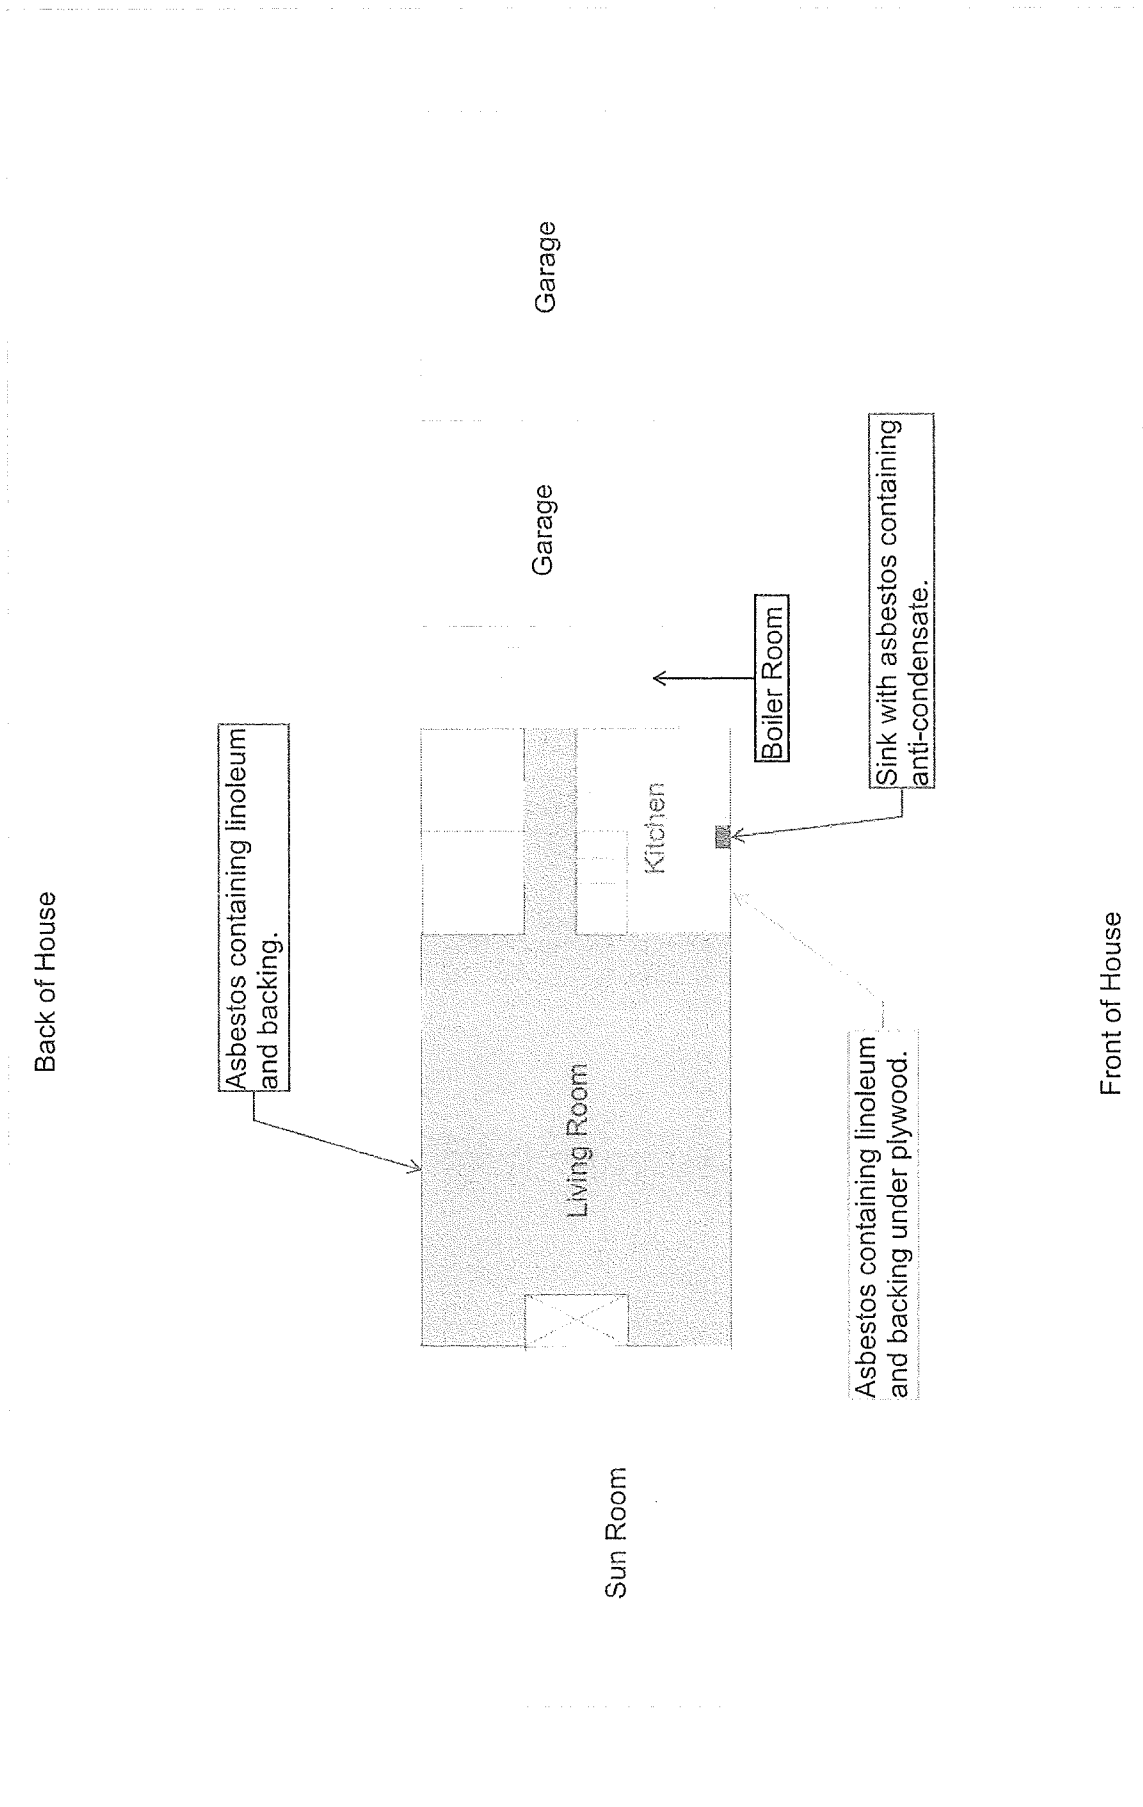 Back of House
Asbestos containing linoleum
and backing.
Sun Room
Living Room
Kitchen
Garage
Garage
Boiler Room
Asbestos containing linoleum
and backing under plywood.
Sink with asbestos containing
anti-condensate.
Front of House